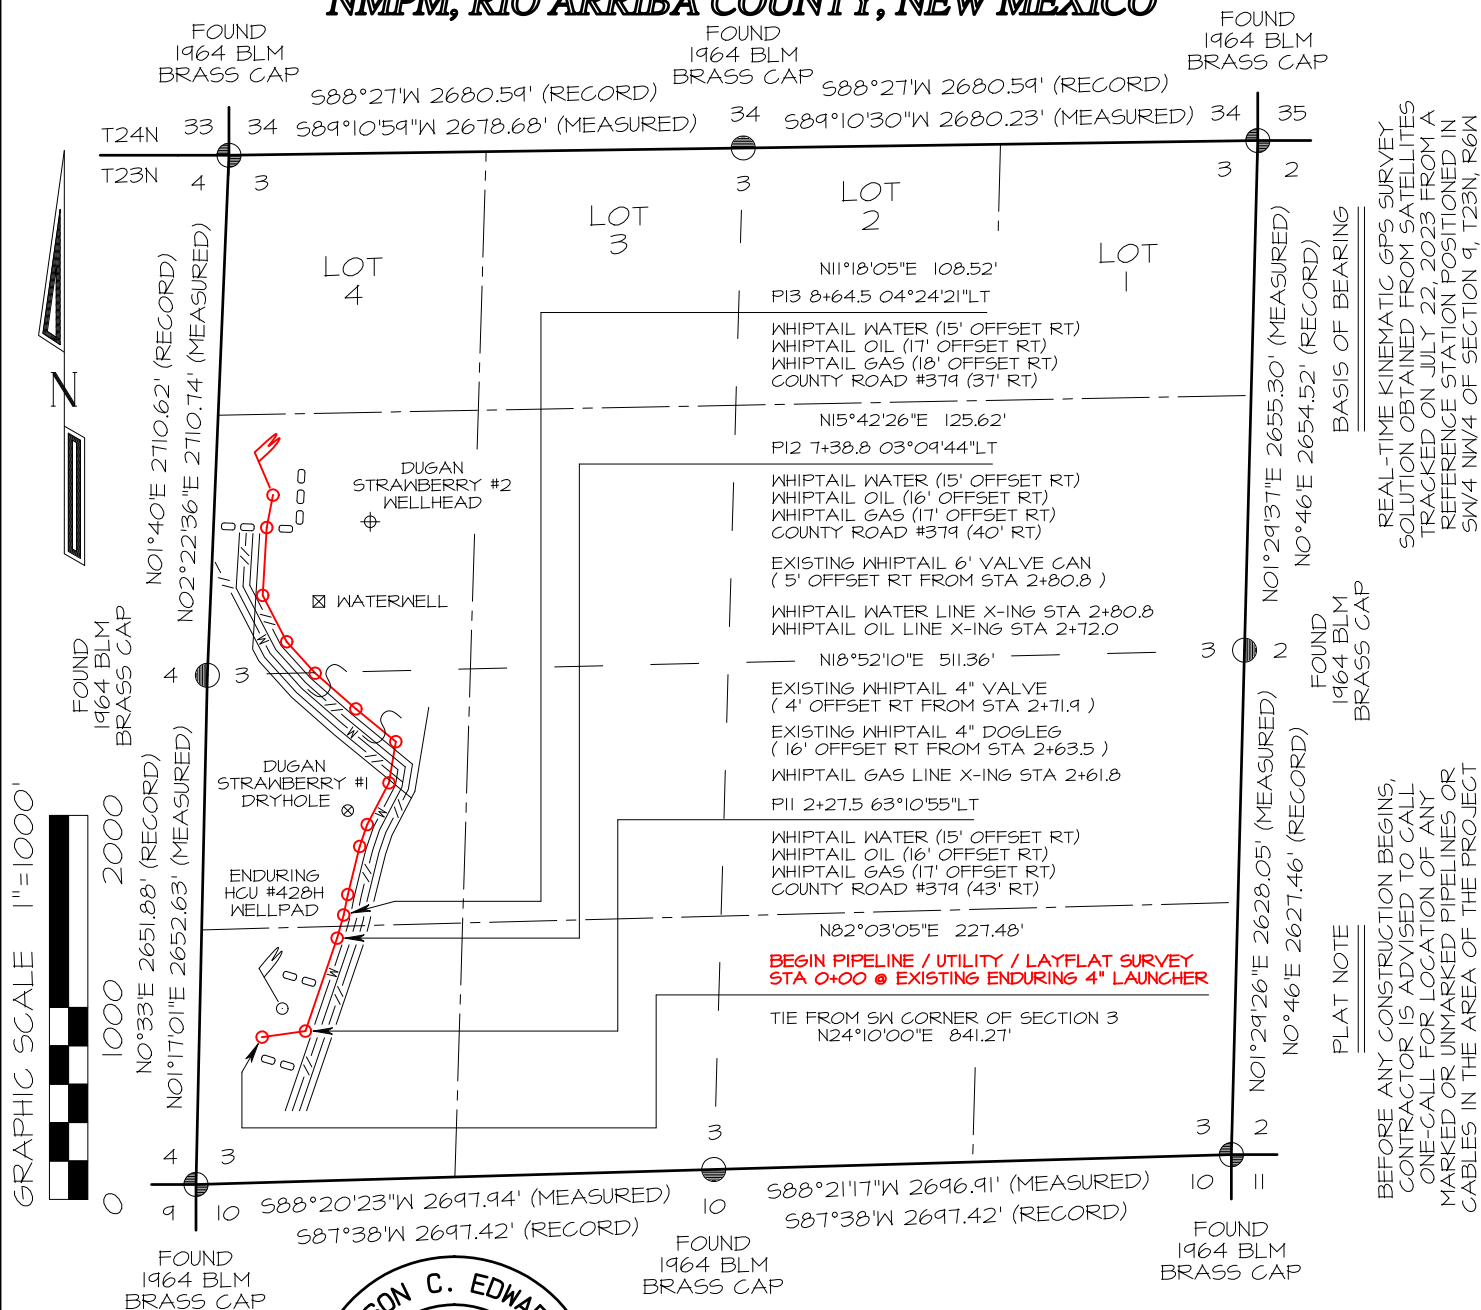 NMPM, RIO ARRIBA COUNTY, NEW MEXICO
FOUND
1964 BLM
BRASS CAP
FOUND
1964 BLM
BRASS CAP
FOUND
1964 BLM
BRASS CAP
S88°27'W 2680.59' (RECORD)
S88°27'W 2680.59' (RECORD)
S89°10'59"W 2678.68' (MEASURED)
S89°10'30"W 2680.23' (MEASURED)
T24N 33 34
34
34 35
T23N 4 3
3
3 2
LOT
4
LOT
3
LOT
2
LOT
1
N
N01°40'E 2710.62' (RECORD)
N02°22'36"E 2710.74' (MEASURED)
N01°29'37"E 2655.30' (MEASURED)
N0°46'E 2654.52' (RECORD)
BASIS OF BEARING
REAL-TIME KINEMATIC GPS SURVEY
SOLUTION OBTAINED FROM SATELLITES
TRACKED ON JULY 22, 2023 FROM A
REFERENCE STATION POSITIONED IN
SW/4 NW/4 OF SECTION 9, T23N, R6W
N11°18'05"E 108.52'
PI3 8+64.5 04°24'21"LT
WHIPTAIL WATER (15' OFFSET RT)
WHIPTAIL OIL (17' OFFSET RT)
WHIPTAIL GAS (18' OFFSET RT)
COUNTY ROAD #379 (37' RT)
N15°42'26"E 125.62'
PI2 7+38.8 03°09'44"LT
WHIPTAIL WATER (15' OFFSET RT)
WHIPTAIL OIL (16' OFFSET RT)
WHIPTAIL GAS (17' OFFSET RT)
COUNTY ROAD #379 (40' RT)
EXISTING WHIPTAIL 6' VALVE CAN
( 5' OFFSET RT FROM STA 2+80.8 )
WHIPTAIL WATER LINE X-ING STA 2+80.8
WHIPTAIL OIL LINE X-ING STA 2+72.0
N18°52'10"E 511.36'
EXISTING WHIPTAIL 4" VALVE
( 4' OFFSET RT FROM STA 2+71.9 )
EXISTING WHIPTAIL 4" DOGLEG
( 16' OFFSET RT FROM STA 2+63.5 )
WHIPTAIL GAS LINE X-ING STA 2+61.8
PI1 2+27.5 63°10'55"LT
WHIPTAIL WATER (15' OFFSET RT)
WHIPTAIL OIL (16' OFFSET RT)
WHIPTAIL GAS (17' OFFSET RT)
COUNTY ROAD #379 (43' RT)
N82°03'05"E 227.48'
BEGIN PIPELINE / UTILITY / LAYFLAT SURVEY
STA 0+00 @ EXISTING ENDURING 4" LAUNCHER
TIE FROM SW CORNER OF SECTION 3
N24°10'00"E 841.27'
DUGAN
STRAWBERRY #2
WELLHEAD
WATERWELL
M
M
M
M
DUGAN
STRAWBERRY #1
DRYHOLE
ENDURING
HCU #428H
WELLPAD
FOUND
1964 BLM
BRASS CAP
4 3
3 2
FOUND
1964 BLM
BRASS CAP
GRAPHIC SCALE 1"=1000'
0 1000 2000
N0°33'E 2651.88' (RECORD)
N01°17'01"E 2652.63' (MEASURED)
N01°29'26"E 2628.05' (MEASURED)
N0°46'E 2627.46' (RECORD)
PLAT NOTE
BEFORE ANY CONSTRUCTION BEGINS,
CONTRACTOR IS ADVISED TO CALL
ONE-CALL FOR LOCATION OF ANY
MARKED OR UNMARKED PIPELINES OR
CABLES IN THE AREA OF THE PROJECT
4 3
3
3 2
9 10
10
10 11
S88°20'23"W 2697.94' (MEASURED)
S87°38'W 2697.42' (RECORD)
S88°21'17"W 2696.91' (MEASURED)
S87°38'W 2697.42' (RECORD)
FOUND
1964 BLM
BRASS CAP
FOUND
1964 BLM
BRASS CAP
FOUND
1964 BLM
BRASS CAP
SON C. EDWA